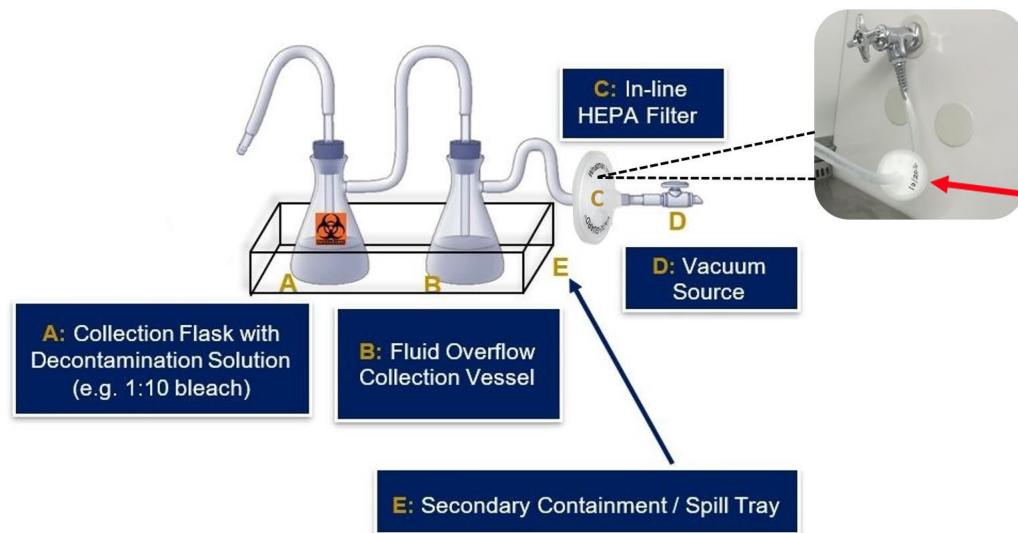 C: In-line
HEPA Filter
C
D
E
D: Vacuum
Source
A
B
A: Collection Flask with
Decontamination Solution
(e.g. 1:10 bleach)
B: Fluid Overflow
Collection Vessel
E: Secondary Containment / Spill Tray